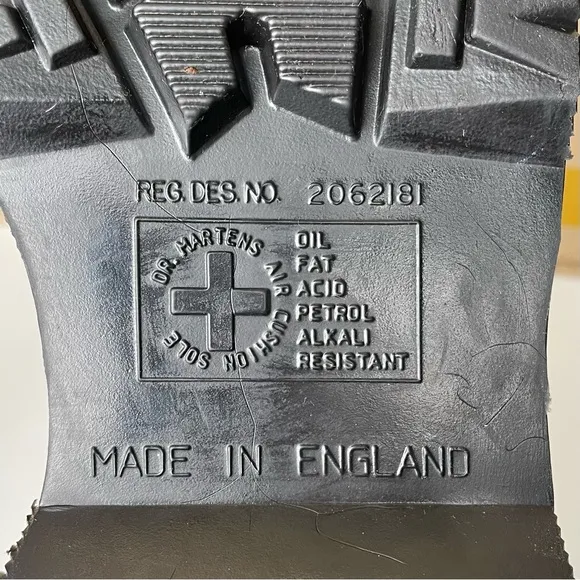 REG. DES. NO. 2062181
DR. MARTENS AIR CUSHION SOLE
OIL
FAT
ACID
PETROL
ALKALI
RESISTANT
MADE IN ENGLAND